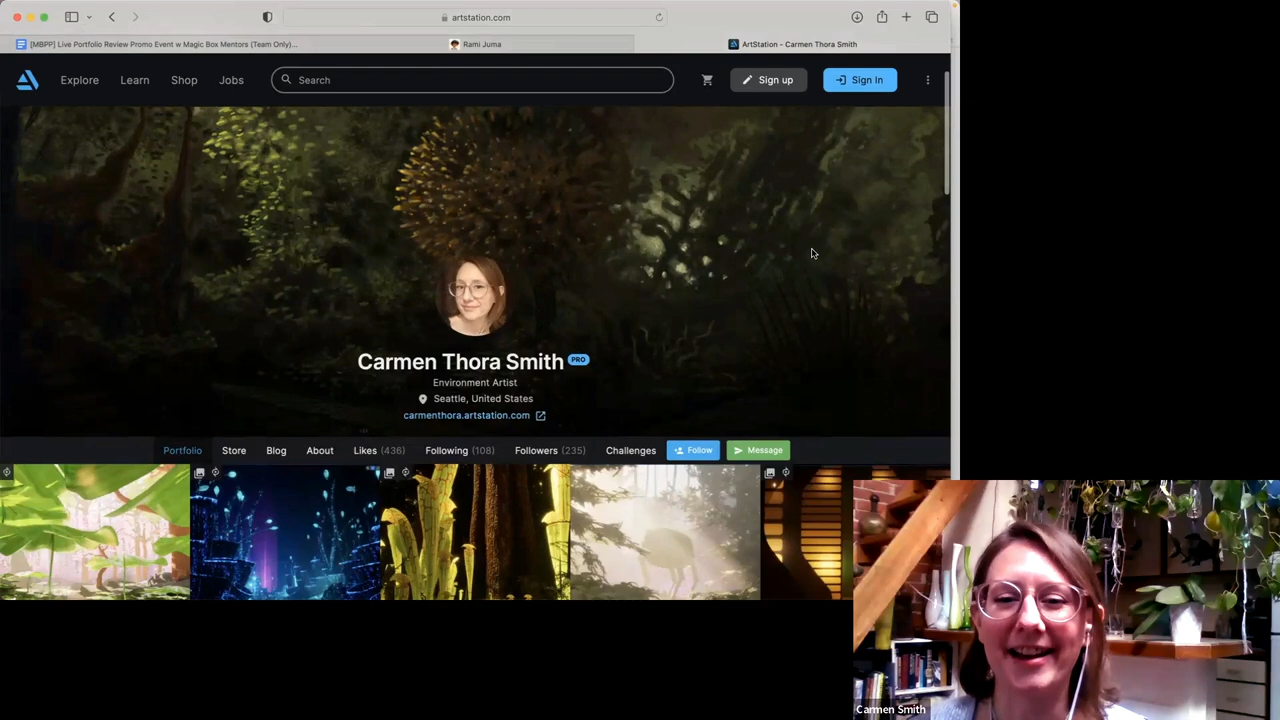 artstation.com
[MBPP] Live Portfolio Review Promo Event w Magic Box Mentors (Team Only)...
Rami Juma
ArtStation - Carmen Thora Smith
Explore
Learn
Shop
Jobs
Search
Sign up
Sign In
Carmen Thora Smith PRO
Environment Artist
Seattle, United States
carmenthora.artstation.com
Portfolio
Store
Blog
About
Likes (436)
Following (108)
Followers (235)
Challenges
Follow
Message
Carmen Smith